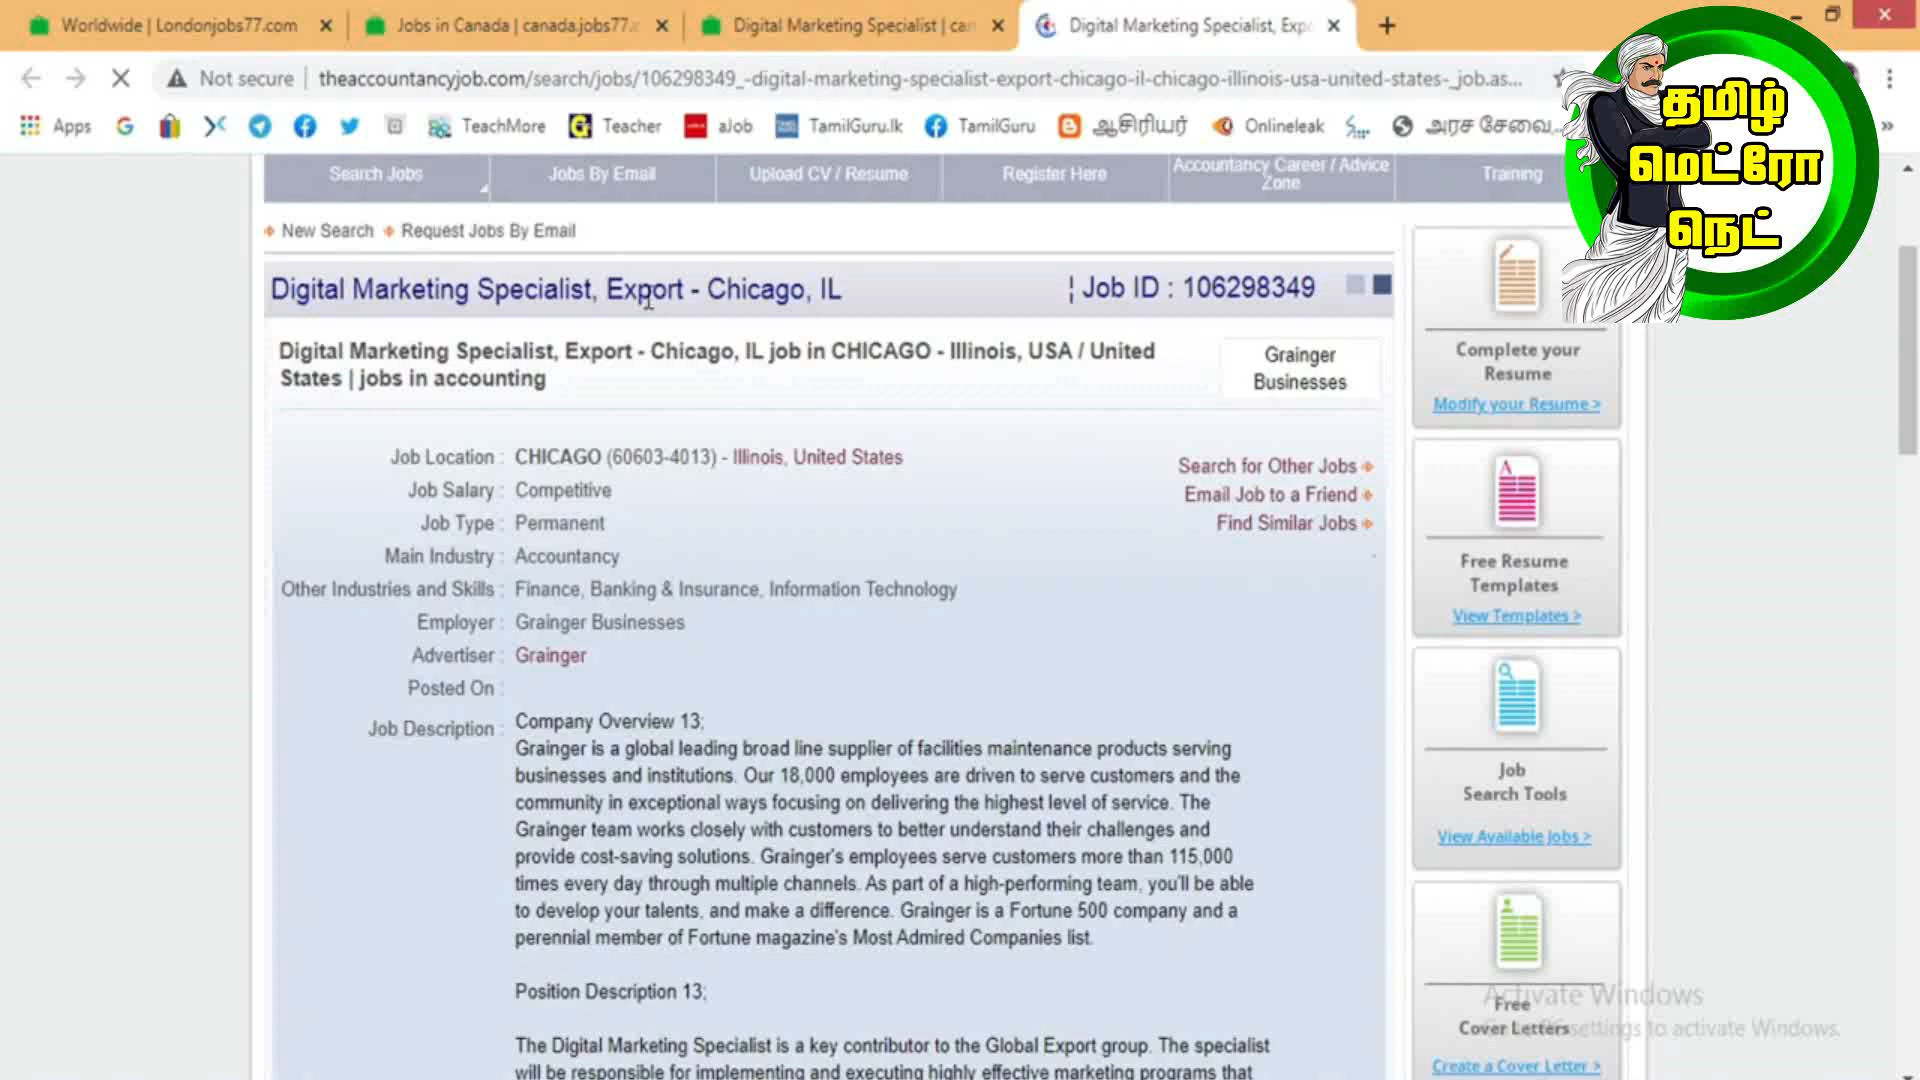 Worldwide | Londonjobs77.com
Jobs in Canada | canada.jobs77.c
Digital Marketing Specialist | can
Digital Marketing Specialist, Expo
Not secure
theaccountancyjob.com/search/jobs/106298349_-digital-marketing-specialist-export-chicago-il-chicago-illinois-usa-united-states-_job.as...
Apps
TeachMore
Teacher
aJob
TamilGuru.lk
TamilGuru
ஆசிரியர்
Onlineleak
அரச சேவை...
தமிழ்
மெட்ரோ
நெட்
Search Jobs
Jobs By Email
Upload CV / Resume
Register Here
Accountancy Career / Advice
Zone
Training
New Search
Request Jobs By Email
Digital Marketing Specialist, Export - Chicago, IL
¦ Job ID : 106298349
Digital Marketing Specialist, Export - Chicago, IL job in CHICAGO - Illinois, USA / United
States | jobs in accounting
Grainger
Businesses
Job Location : CHICAGO (60603-4013) - Illinois, United States
Job Salary : Competitive
Job Type : Permanent
Main Industry : Accountancy
Other Industries and Skills : Finance, Banking & Insurance, Information Technology
Employer : Grainger Businesses
Advertiser : Grainger
Posted On :
Search for Other Jobs
Email Job to a Friend
Find Similar Jobs
Job Description :
Company Overview 13;
Grainger is a global leading broad line supplier of facilities maintenance products serving
businesses and institutions. Our 18,000 employees are driven to serve customers and the
community in exceptional ways focusing on delivering the highest level of service. The
Grainger team works closely with customers to better understand their challenges and
provide cost-saving solutions. Grainger's employees serve customers more than 115,000
times every day through multiple channels. As part of a high-performing team, you'll be able
to develop your talents, and make a difference. Grainger is a Fortune 500 company and a
perennial member of Fortune magazine's Most Admired Companies list.
Position Description 13;
The Digital Marketing Specialist is a key contributor to the Global Export group. The specialist
will be responsible for implementing and executing highly effective marketing programs that
Complete your
Resume
Modify your Resume >
Free Resume
Templates
View Templates >
Job
Search Tools
View Available Jobs >
Free
Cover Letters
Create a Cover Letter >
Activate Windows
settings to activate Windows.